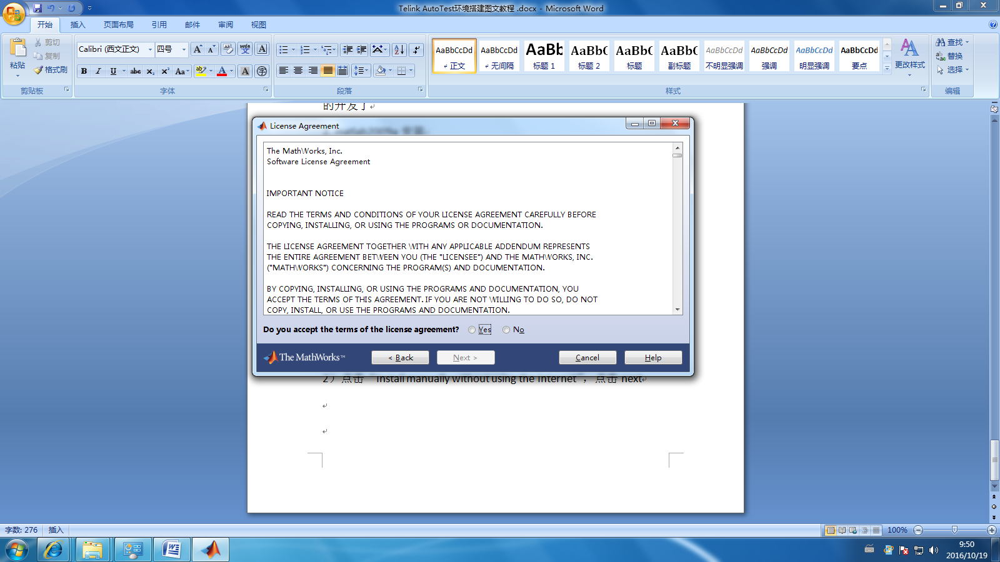 Telink AutoTest环境搭建图文教程 .docx - Microsoft Word
开始 插入 页面布局 引用 邮件 审阅 视图
粘贴
剪切
复制
格式刷
剪贴板
Calibri (西文正文) 四号
字体
段落
AaBbCcDd AaBbCcDd AaBb AaBbC AaBbC AaBbC AaBbCcDd AaBbCcDd AaBbCcDd AaBbCcDd
正文 无间隔 标题 1 标题 2 标题 副标题 不明显强调 强调 明显强调 要点
更改样式
样式
查找
替换
选择
编辑
的开发了
License Agreement
The MathWorks, Inc.
Software License Agreement
IMPORTANT NOTICE
READ THE TERMS AND CONDITIONS OF YOUR LICENSE AGREEMENT CAREFULLY BEFORE
COPYING, INSTALLING, OR USING THE PROGRAMS OR DOCUMENTATION.
THE LICENSE AGREEMENT TOGETHER WITH ANY APPLICABLE ADDENDUM REPRESENTS
THE ENTIRE AGREEMENT BETWEEN YOU (THE "LICENSEE") AND THE MATHWORKS, INC.
("MATHWORKS") CONCERNING THE PROGRAM(S) AND DOCUMENTATION.
BY COPYING, INSTALLING, OR USING THE PROGRAMS AND DOCUMENTATION, YOU
ACCEPT THE TERMS OF THIS AGREEMENT. IF YOU ARE NOT WILLING TO DO SO, DO NOT
COPY, INSTALL, OR USE THE PROGRAMS AND DOCUMENTATION.
Do you accept the terms of the license agreement? Yes No
The MathWorks™ < Back Next > Cancel Help
2）点击 "Install manually without using the Internet"，点击 next
字数: 276 插入 100%
9:50
2016/10/19